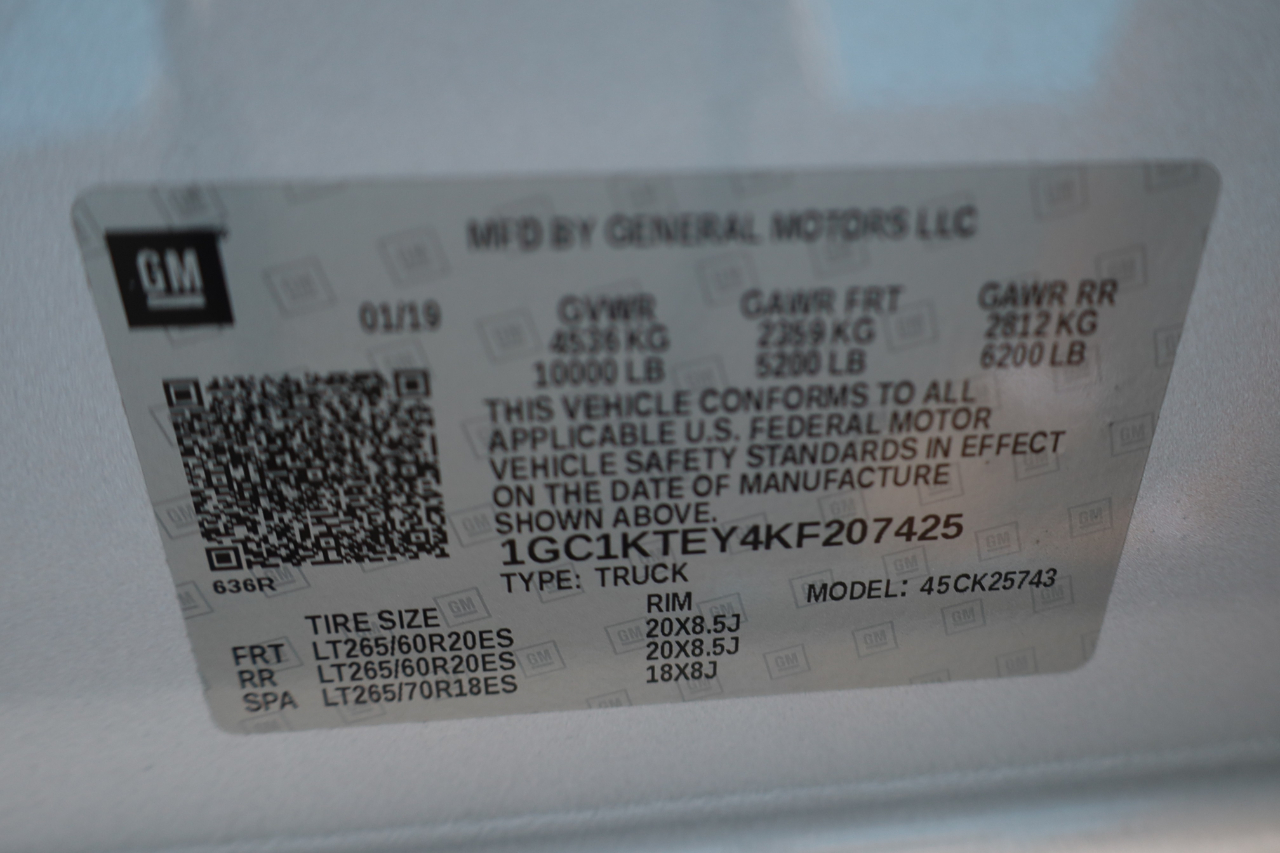 GM
MFD BY GENERAL MOTORS LLC
01/19
GVWR GAWR FRT GAWR RR
4536 KG 2359 KG 2812 KG
10000 LB 5200 LB 6200 LB
THIS VEHICLE CONFORMS TO ALL
APPLICABLE U.S. FEDERAL MOTOR
VEHICLE SAFETY STANDARDS IN EFFECT
ON THE DATE OF MANUFACTURE
SHOWN ABOVE.
1GC1KTEY4KF207425
636R
TYPE: TRUCK MODEL: 45CK25743
TIRE SIZE RIM
FRT LT265/60R20ES 20X8.5J
RR LT265/60R20ES 20X8.5J
SPA LT265/70R18ES 18X8J